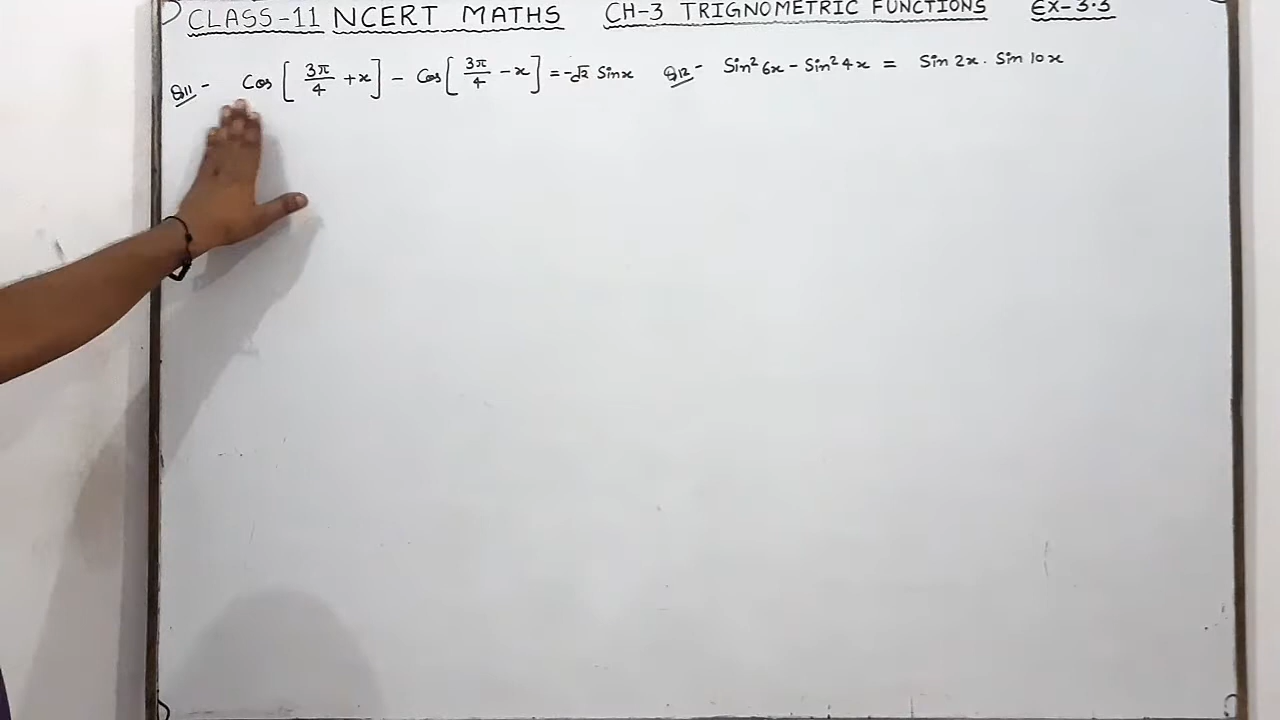 CLASS-11 NCERT MATHS CH-3 TRIGNOMETRIC FUNCTIONS EX-3.3
Q11- Cos[3π/4 +x] - Cos[3π/4 -x] = -√2 Sinx Q12- Sin²6x - Sin²4x = Sin 2x. Sin 10x